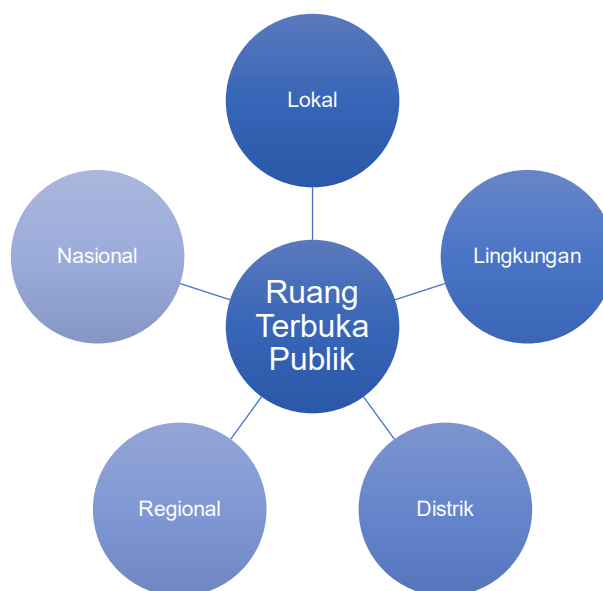 Lokal
Nasional
Lingkungan
Ruang
Terbuka
Publik
Regional
Distrik